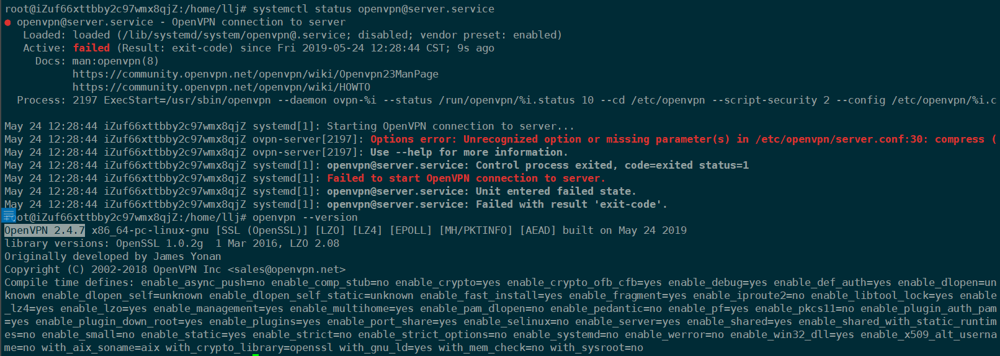 root@iZuf66xttbby2c97wmx8qjZ:/home/llj# systemctl status openvpn@server.service
● openvpn@server.service - OpenVPN connection to server
   Loaded: loaded (/lib/systemd/system/openvpn@.service; disabled; vendor preset: enabled)
   Active: failed (Result: exit-code) since Fri 2019-05-24 12:28:44 CST; 9s ago
     Docs: man:openvpn(8)
           https://community.openvpn.net/openvpn/wiki/Openvpn23ManPage
           https://community.openvpn.net/openvpn/wiki/HOWTO
  Process: 2197 ExecStart=/usr/sbin/openvpn --daemon ovpn-%i --status /run/openvpn/%i.status 10 --cd /etc/openvpn --script-security 2 --config /etc/openvpn/%i.c
May 24 12:28:44 iZuf66xttbby2c97wmx8qjZ systemd[1]: Starting OpenVPN connection to server...
May 24 12:28:44 iZuf66xttbby2c97wmx8qjZ ovpn-server[2197]: Options error: Unrecognized option or missing parameter(s) in /etc/openvpn/server.conf:30: compress (
May 24 12:28:44 iZuf66xttbby2c97wmx8qjZ ovpn-server[2197]: Use --help for more information.
May 24 12:28:44 iZuf66xttbby2c97wmx8qjZ systemd[1]: openvpn@server.service: Control process exited, code=exited status=1
May 24 12:28:44 iZuf66xttbby2c97wmx8qjZ systemd[1]: Failed to start OpenVPN connection to server.
May 24 12:28:44 iZuf66xttbby2c97wmx8qjZ systemd[1]: openvpn@server.service: Unit entered failed state.
May 24 12:28:44 iZuf66xttbby2c97wmx8qjZ systemd[1]: openvpn@server.service: Failed with result 'exit-code'.
root@iZuf66xttbby2c97wmx8qjZ:/home/llj# openvpn --version
OpenVPN 2.4.7 x86_64-pc-linux-gnu [SSL (OpenSSL)] [LZO] [LZ4] [EPOLL] [MH/PKTINFO] [AEAD] built on May 24 2019
library versions: OpenSSL 1.0.2g  1 Mar 2016, LZO 2.08
Originally developed by James Yonan
Copyright (C) 2002-2018 OpenVPN Inc <sales@openvpn.net>
Compile time defines: enable_async_push=no enable_comp_stub=no enable_crypto=yes enable_crypto_ofb_cfb=yes enable_debug=yes enable_def_auth=yes enable_dlopen=un
known enable_dlopen_self=unknown enable_dlopen_self_static=unknown enable_fast_install=yes enable_fragment=yes enable_iproute2=no enable_libtool_lock=yes enable
_lz4=yes enable_lzo=yes enable_management=yes enable_multihome=yes enable_pam_dlopen=no enable_pedantic=no enable_pf=yes enable_pkcs11=no enable_plugin_auth_pam
=yes enable_plugin_down_root=yes enable_plugins=yes enable_port_share=yes enable_selinux=no enable_server=yes enable_shared=yes enable_shared_with_static_runtim
es=no enable_small=no enable_static=yes enable_strict=no enable_strict_options=no enable_systemd=no enable_werror=no enable_win32_dll=yes enable_x509_alt_userna
me=no with_aix_soname=aix with_crypto_library=openssl with_gnu_ld=yes with_mem_check=no with_sysroot=no